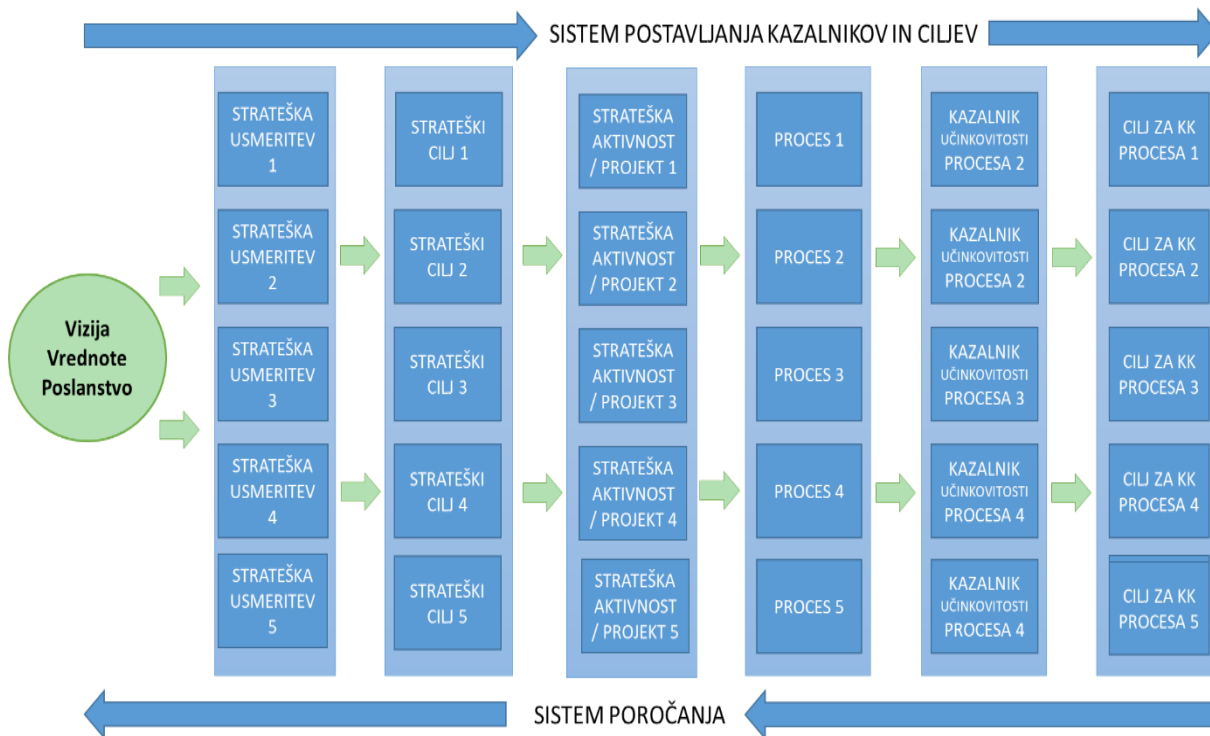 SISTEM POSTAVLJANJA KAZALNIKOV IN CILJEV
Vizija
Vrednote
Poslanstvo
STRATEŠKA
USMERITEV
1
STRATEŠKA
USMERITEV
2
STRATEŠKA
USMERITEV
3
STRATEŠKA
USMERITEV
4
STRATEŠKA
USMERITEV
5
STRATEŠKI
CILJ 1
STRATEŠKI
CILJ 2
STRATEŠKI
CILJ 3
STRATEŠKI
CILJ 4
STRATEŠKI
CILJ 5
STRATEŠKA
AKTIVNOST
/ PROJEKT 1
STRATEŠKA
AKTIVNOST
/ PROJEKT 2
STRATEŠKA
AKTIVNOST
/ PROJEKT 3
STRATEŠKA
AKTIVNOST
/ PROJEKT 4
STRATEŠKA
AKTIVNOST
/ PROJEKT 5
PROCES 1
PROCES 2
PROCES 3
PROCES 4
PROCES 5
KAZALNIK
UČINKOVITOSTI
PROCESA 2
KAZALNIK
UČINKOVITOSTI
PROCESA 2
KAZALNIK
UČINKOVITOSTI
PROCESA 3
KAZALNIK
UČINKOVITOSTI
PROCESA 4
KAZALNIK
UČINKOVITOSTI
PROCESA 4
CILJ ZA KK
PROCESA 1
CILJ ZA KK
PROCESA 2
CILJ ZA KK
PROCESA 3
CILJ ZA KK
PROCESA 4
CILJ ZA KK
PROCESA 5
SISTEM POROČANJA